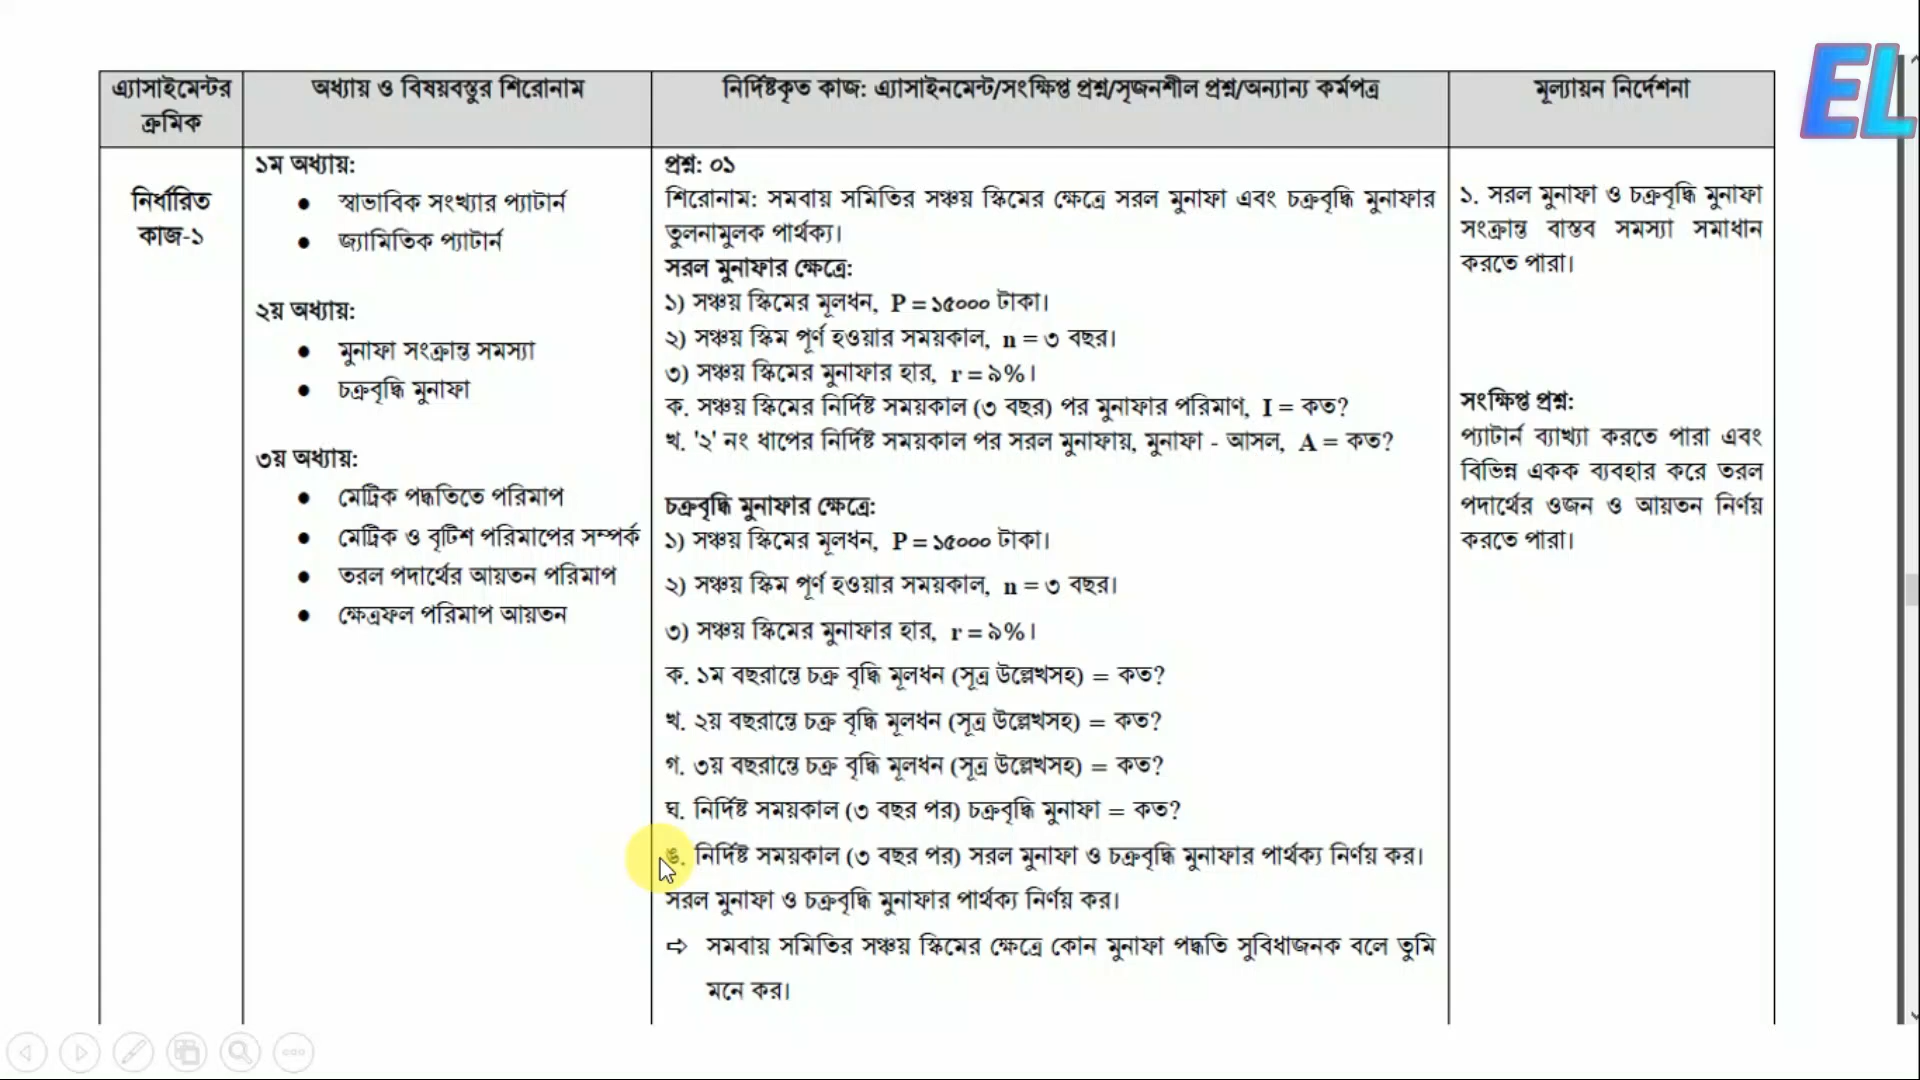 এ্যাসাইমেন্টর
ক্রমিক
অধ্যায় ও বিষয়বস্তুর শিরোনাম
নির্দিষ্টকৃত কাজ: এ্যাসাইনমেন্ট/সংক্ষিপ্ত প্রশ্ন/সৃজনশীল প্রশ্ন/অন্যান্য কর্মপত্র
মূল্যায়ন নির্দেশনা
EL
নির্ধারিত
কাজ-১
১ম অধ্যায়:
● স্বাভাবিক সংখ্যার প্যাটার্ন
● জ্যামিতিক প্যাটার্ন
২য় অধ্যায়:
● মুনাফা সংক্রান্ত সমস্যা
● চক্রবৃদ্ধি মুনাফা
৩য় অধ্যায়:
● মেট্রিক পদ্ধতিতে পরিমাপ
● মেট্রিক ও বৃটিশ পরিমাপের সম্পর্ক
● তরল পদার্থের আয়তন পরিমাপ
● ক্ষেত্রফল পরিমাপ আয়তন
প্রশ্ন: ০১
শিরোনাম: সমবায় সমিতির সঞ্চয় স্কিমের ক্ষেত্রে সরল মুনাফা এবং চক্রবৃদ্ধি মুনাফার
তুলনামুলক পার্থক্য।
সরল মুনাফার ক্ষেত্রে:
১) সঞ্চয় স্কিমের মূলধন, P = ১৫০০০ টাকা।
২) সঞ্চয় স্কিম পূর্ণ হওয়ার সময়কাল, n = ৩ বছর।
৩) সঞ্চয় স্কিমের মুনাফার হার, r = ৯%।
ক. সঞ্চয় স্কিমের নির্দিষ্ট সময়কাল (৩ বছর) পর মুনাফার পরিমাণ, I = কত?
খ. '২' নং ধাপের নির্দিষ্ট সময়কাল পর সরল মুনাফায়, মুনাফা - আসল, A = কত?
চক্রবৃদ্ধি মুনাফার ক্ষেত্রে:
১) সঞ্চয় স্কিমের মূলধন, P = ১৫০০০ টাকা।
২) সঞ্চয় স্কিম পূর্ণ হওয়ার সময়কাল, n = ৩ বছর।
৩) সঞ্চয় স্কিমের মুনাফার হার, r = ৯%।
ক. ১ম বছরান্তে চক্র বৃদ্ধি মূলধন (সূত্র উল্লেখসহ) = কত?
খ. ২য় বছরান্তে চক্র বৃদ্ধি মূলধন (সূত্র উল্লেখসহ) = কত?
গ. ৩য় বছরান্তে চক্র বৃদ্ধি মূলধন (সূত্র উল্লেখসহ) = কত?
ঘ. নির্দিষ্ট সময়কাল (৩ বছর পর) চক্রবৃদ্ধি মুনাফা = কত?
ঙ. নির্দিষ্ট সময়কাল (৩ বছর পর) সরল মুনাফা ও চক্রবৃদ্ধি মুনাফার পার্থক্য নির্ণয় কর।
সরল মুনাফা ও চক্রবৃদ্ধি মুনাফার পার্থক্য নির্ণয় কর।
⇨ সমবায় সমিতির সঞ্চয় স্কিমের ক্ষেত্রে কোন মুনাফা পদ্ধতি সুবিধাজনক বলে তুমি
মনে কর।
১. সরল মুনাফা ও চক্রবৃদ্ধি মুনাফা
সংক্রান্ত বাস্তব সমস্যা সমাধান
করতে পারা।
সংক্ষিপ্ত প্রশ্ন:
প্যাটার্ন ব্যাখ্যা করতে পারা এবং
বিভিন্ন একক ব্যবহার করে তরল
পদার্থের ওজন ও আয়তন নির্ণয়
করতে পারা।